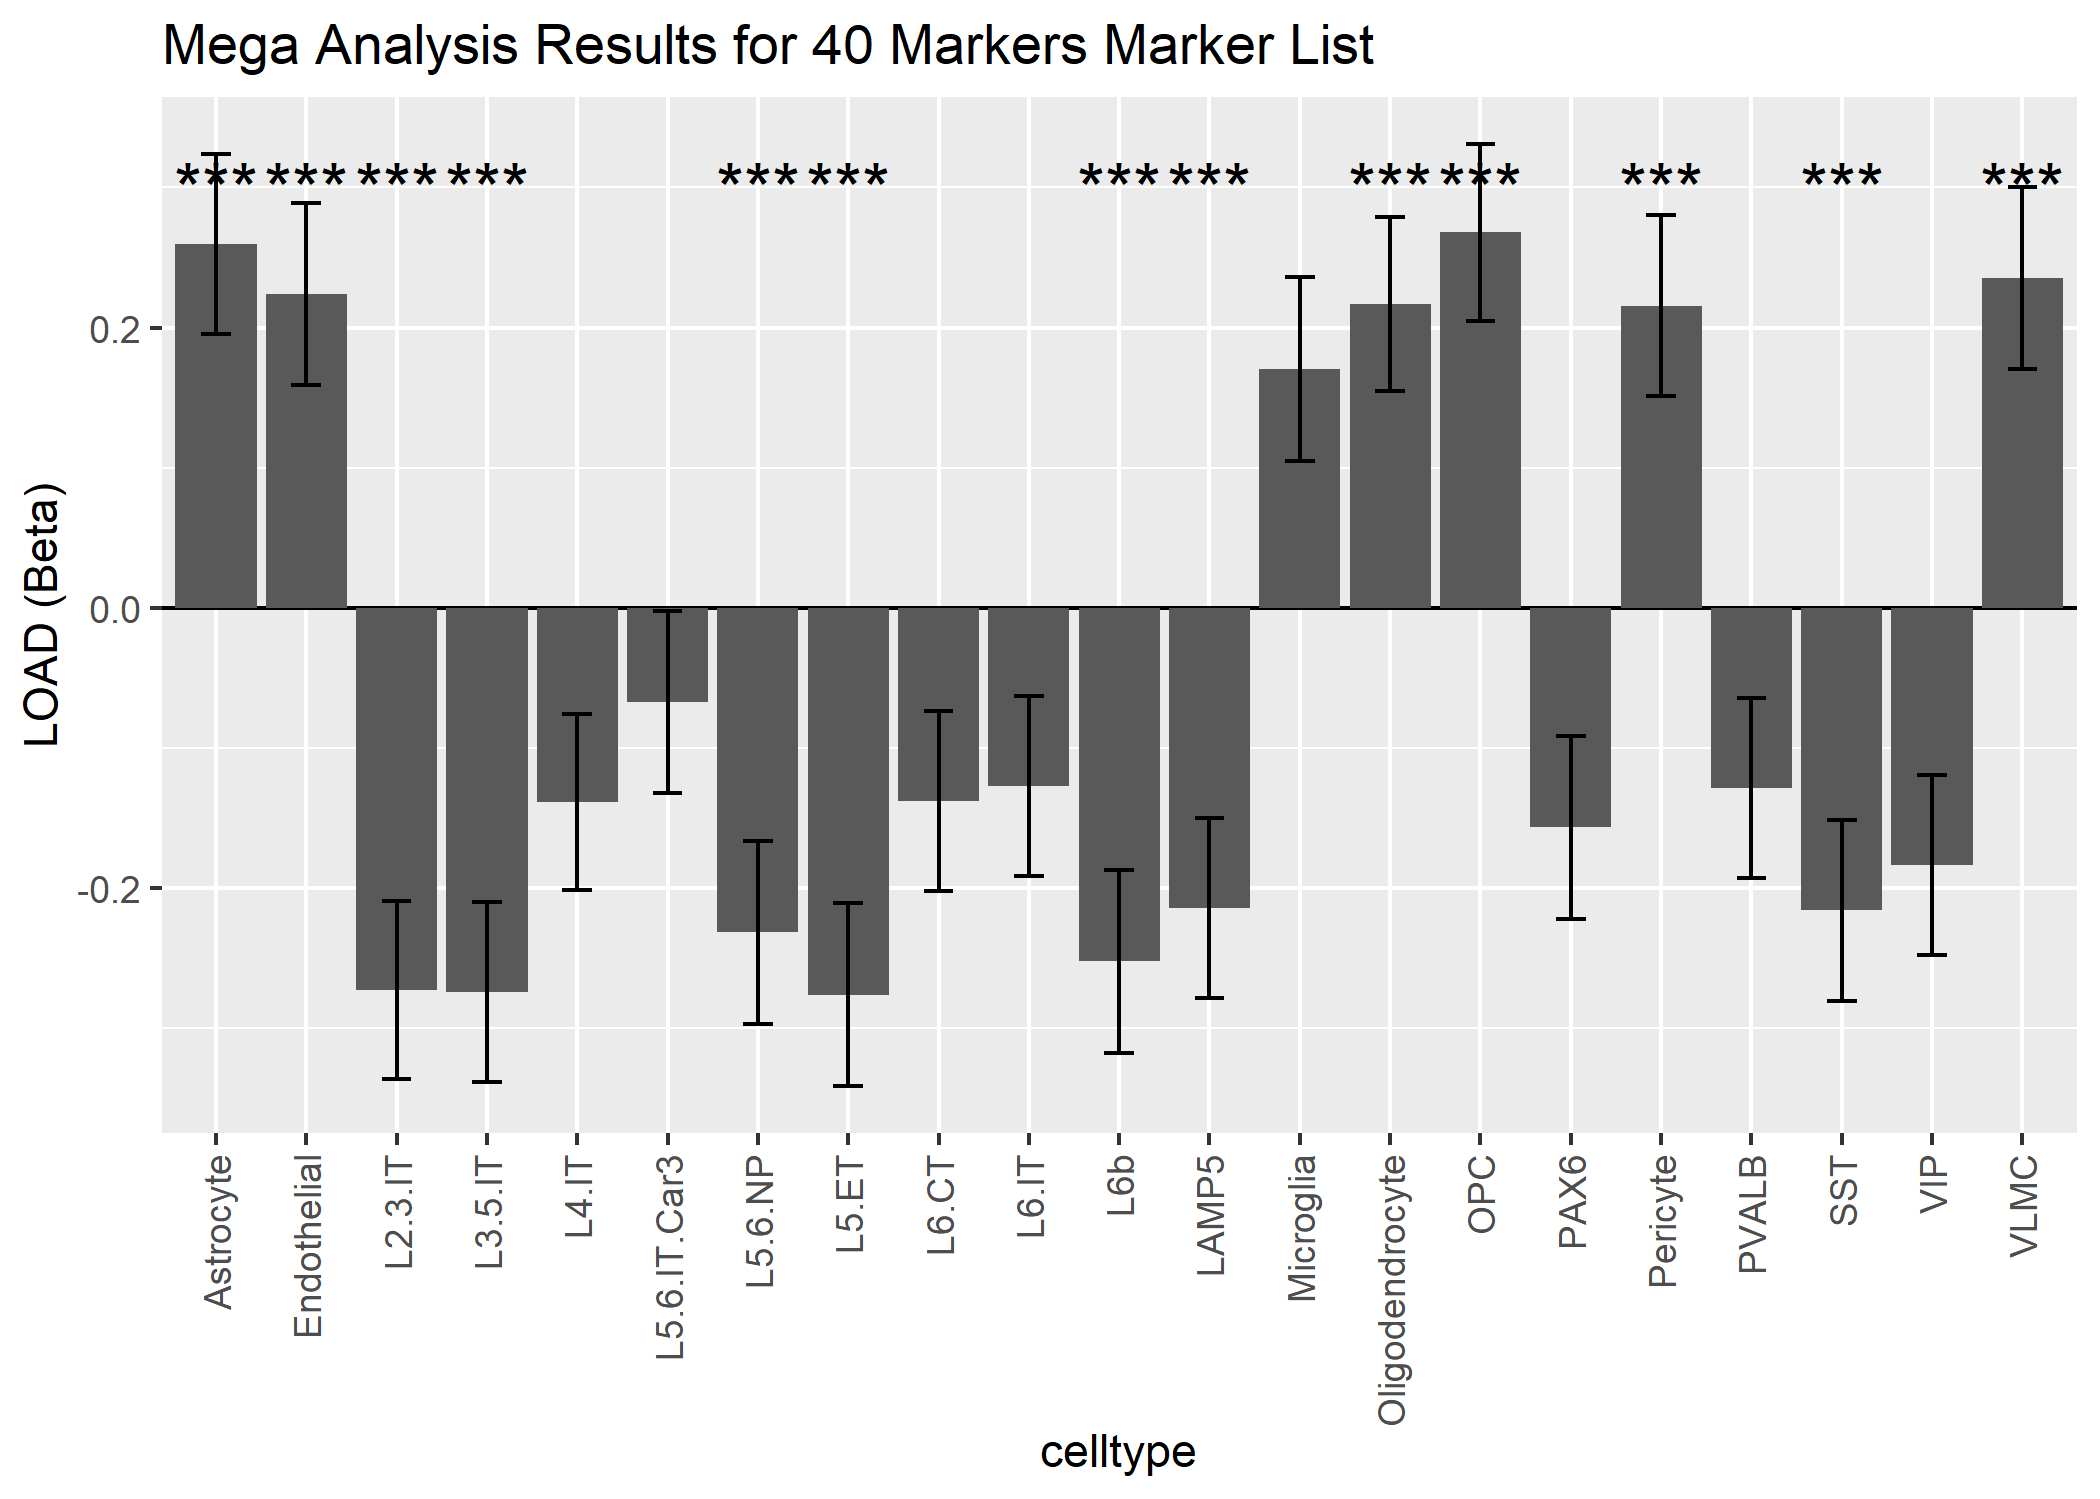 Mega Analysis Results for 40 Markers Marker List
*** *** *** *** *** *** *** *** *** *** *** *** ***
LOAD (Beta)
0.2
0.0
-0.2
Astrocyte
Endothelial
L2.3.IT
L3.5.IT
L4.IT
L5.6.IT.Car3
L5.6.NP
L5.ET
L6.CT
L6.IT
L6b
LAMP5
Microglia
Oligodendrocyte
OPC
PAX6
Pericyte
PVALB
SST
VIP
VLMC
celltype